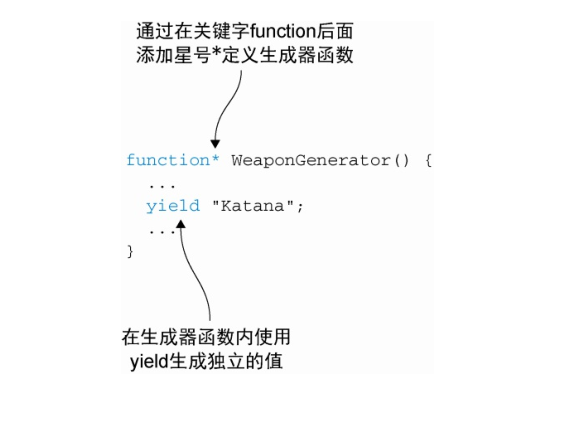 通过在关键字function后面
添加星号*定义生成器函数
function* WeaponGenerator() {
...
yield "Katana";
...
}
在生成器函数内使用
yield生成独立的值